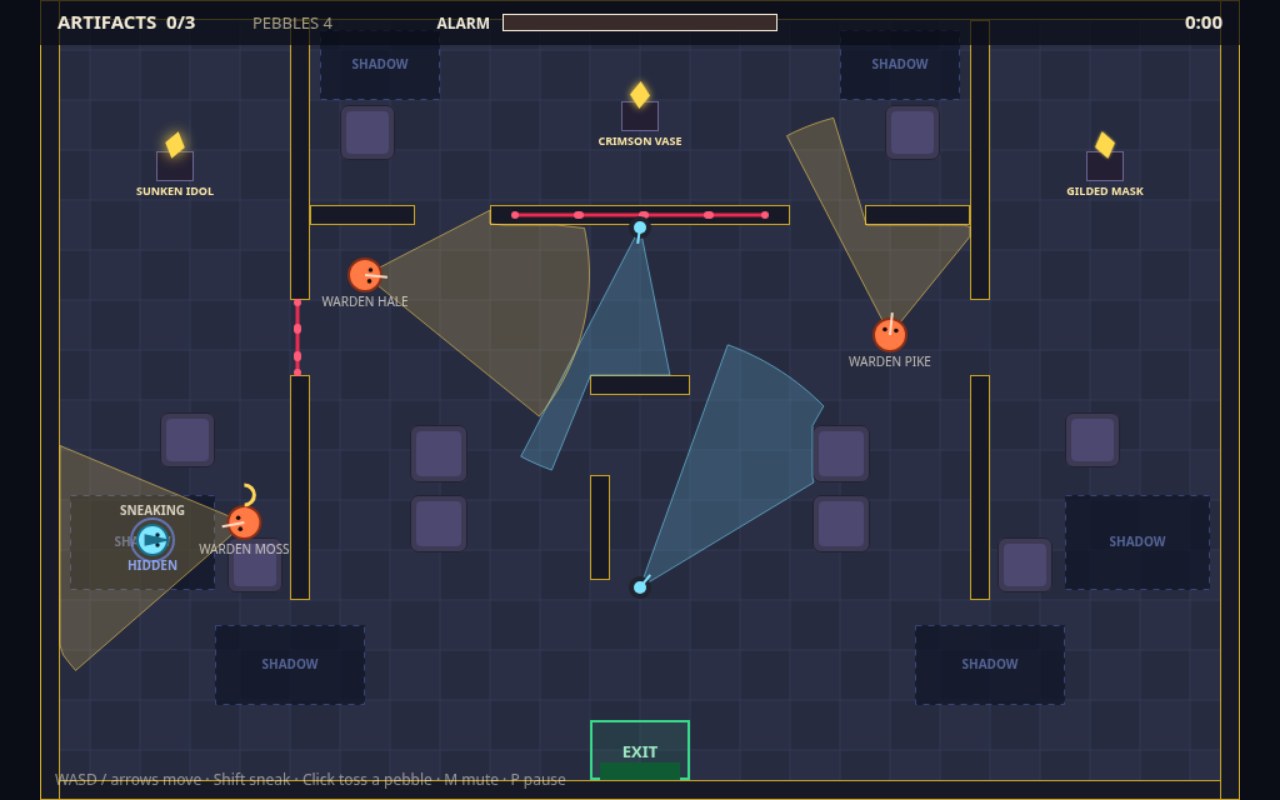 ARTIFACTS 0/3
PEBBLES 4
ALARM
0:00
SHADOW
SHADOW
CRIMSON VASE
SUNKEN IDOL
GILDED MASK
WARDEN HALE
WARDEN PIKE
SNEAKING
WARDEN MOSS
HIDDEN
SHADOW
SHADOW
SHADOW
EXIT
WASD / arrows move · Shift sneak · Click toss a pebble · M mute · P pause